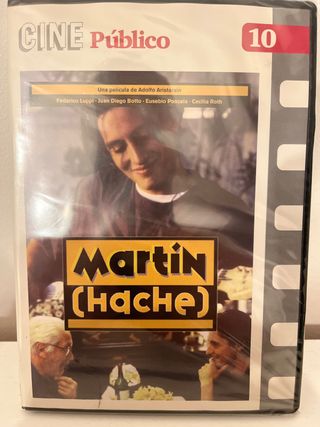 CINE Público
10
Una película de Adolfo Aristarain
Federico Luppi · Juan Diego Botto · Eusebio Poncela · Cecilia Roth
Martín
(Hache)